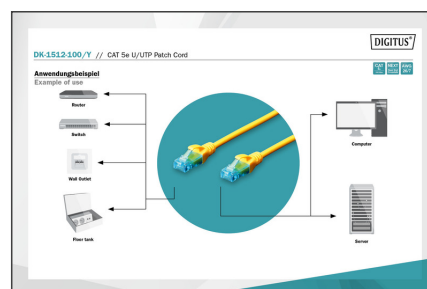 DIGITUS®
DK-1512-100/Y // CAT 5e U/UTP Patch Cord
Anwendungsbeispiel
Example of use
Router
Switch
Wall Outlet
Floor tank
Computer
Server